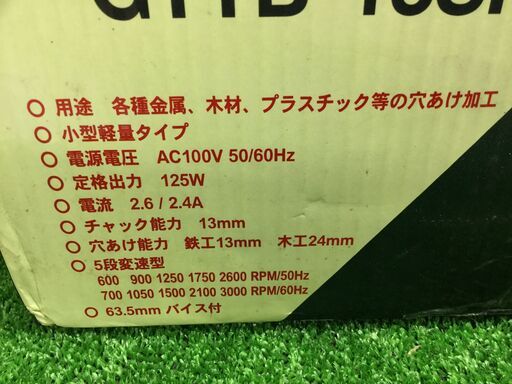 ○ 用途 各種金属、木材、プラスチック等の穴あけ加工
○ 小型軽量タイプ
○ 電源電圧 AC100V 50/60Hz
○ 定格出力 125W
○ 電流 2.6 / 2.4A
○ チャック能力 13mm
○ 穴あけ能力 鉄工13mm 木工24mm
○ 5段変速型
600 900 1250 1750 2600 RPM/50Hz
700 1050 1500 2100 3000 RPM/60Hz
○ 63.5mm バイス付